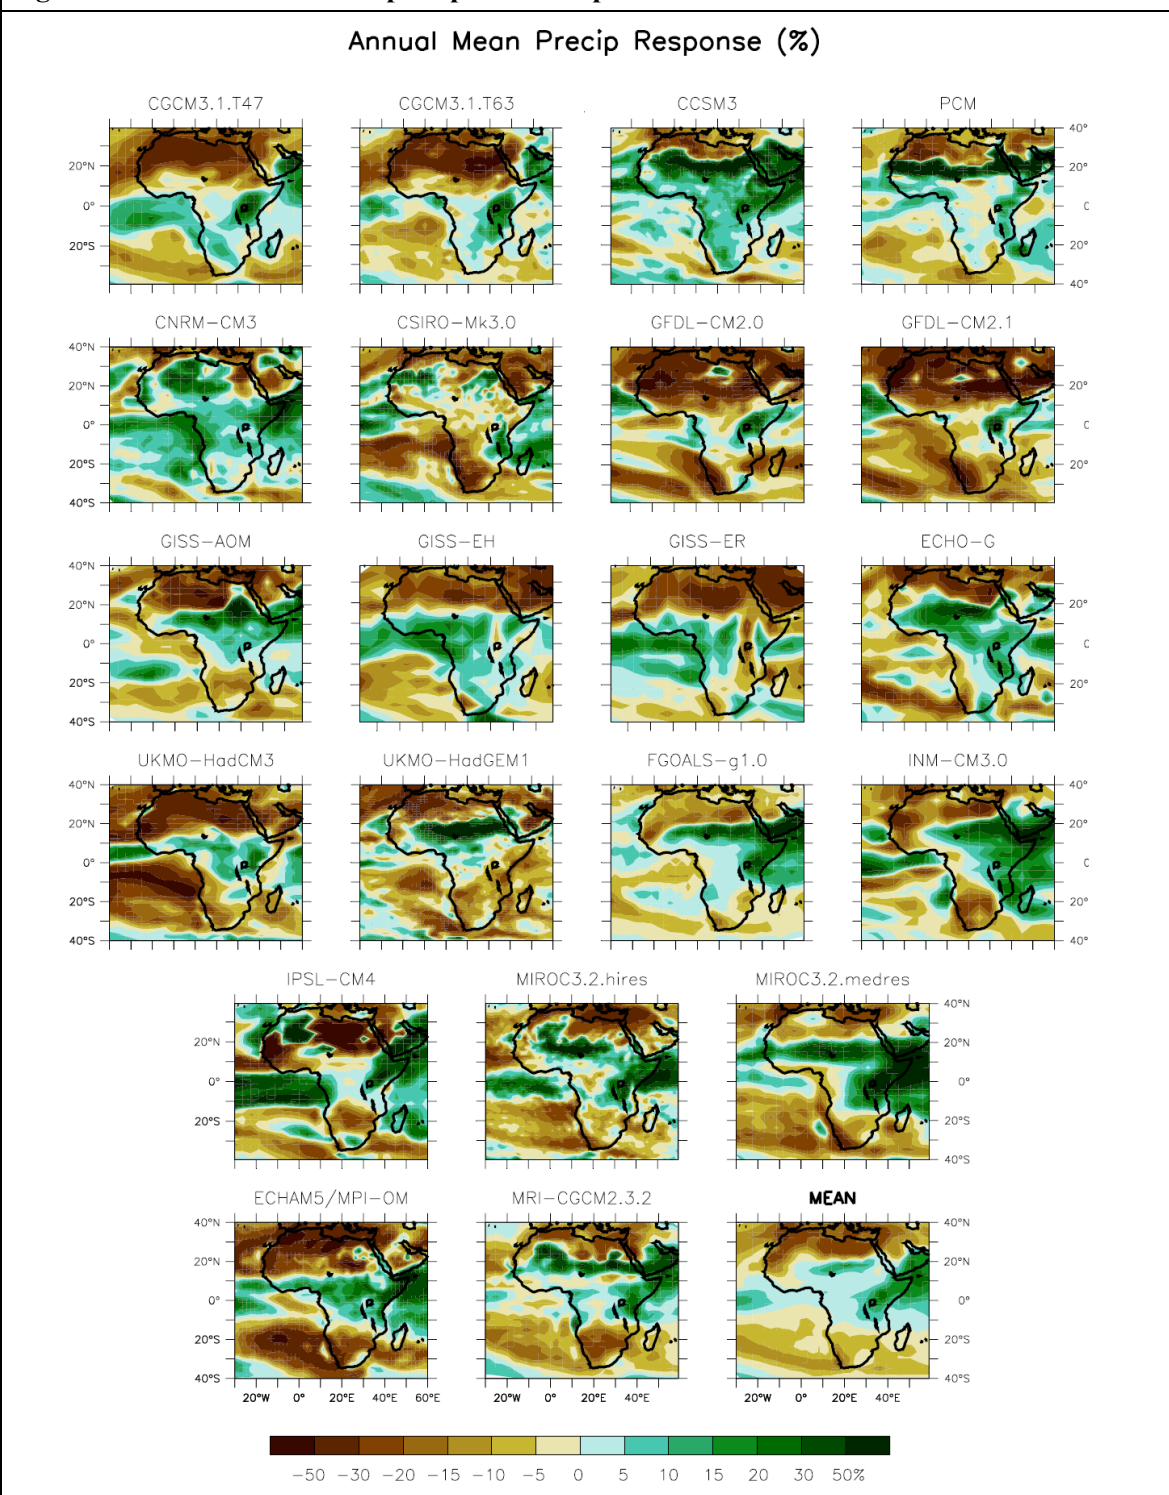 Annual Mean Precip Response (%)
CGCM3.1.T47 CGCM3.1.T63 CCSM3 PCM
40°
20°N 20°
0° 0
20°S 20°
40°
CNRM-CM3 CSIRO-Mk3.0 GFDL-CM2.0 GFDL-CM2.1
40°N
20°N 20°
0° 0
20°S 20°
40°S
GISS-AOM GISS-EH GISS-ER ECHO-G
40°N
20°N 20°
0° 0
20°S 20°
40°S
UKMO-HadCM3 UKMO-HadGEM1 FGOALS-g1.0 INM-CM3.0
40°N
20°N 20°
0° 0
20°S 20°
40°S 40°
IPSL-CM4 MIROC3.2.hires MIROC3.2.medres
40°N
20°N 20°N
0° 0°
20°S 20°S
40°S
ECHAM5/MPI-OM MRI-CGCM2.3.2 MEAN
40°N 40°N
20°N 20°N
0° 0°
20°S 20°S
40°S 40°S
20°W 0° 20°E 40°E 60°E 20°W 0° 20°E 40°E 20°W 0° 20°E 40°E
-50 -30 -20 -15 -10 -5 0 5 10 15 20 30 50%